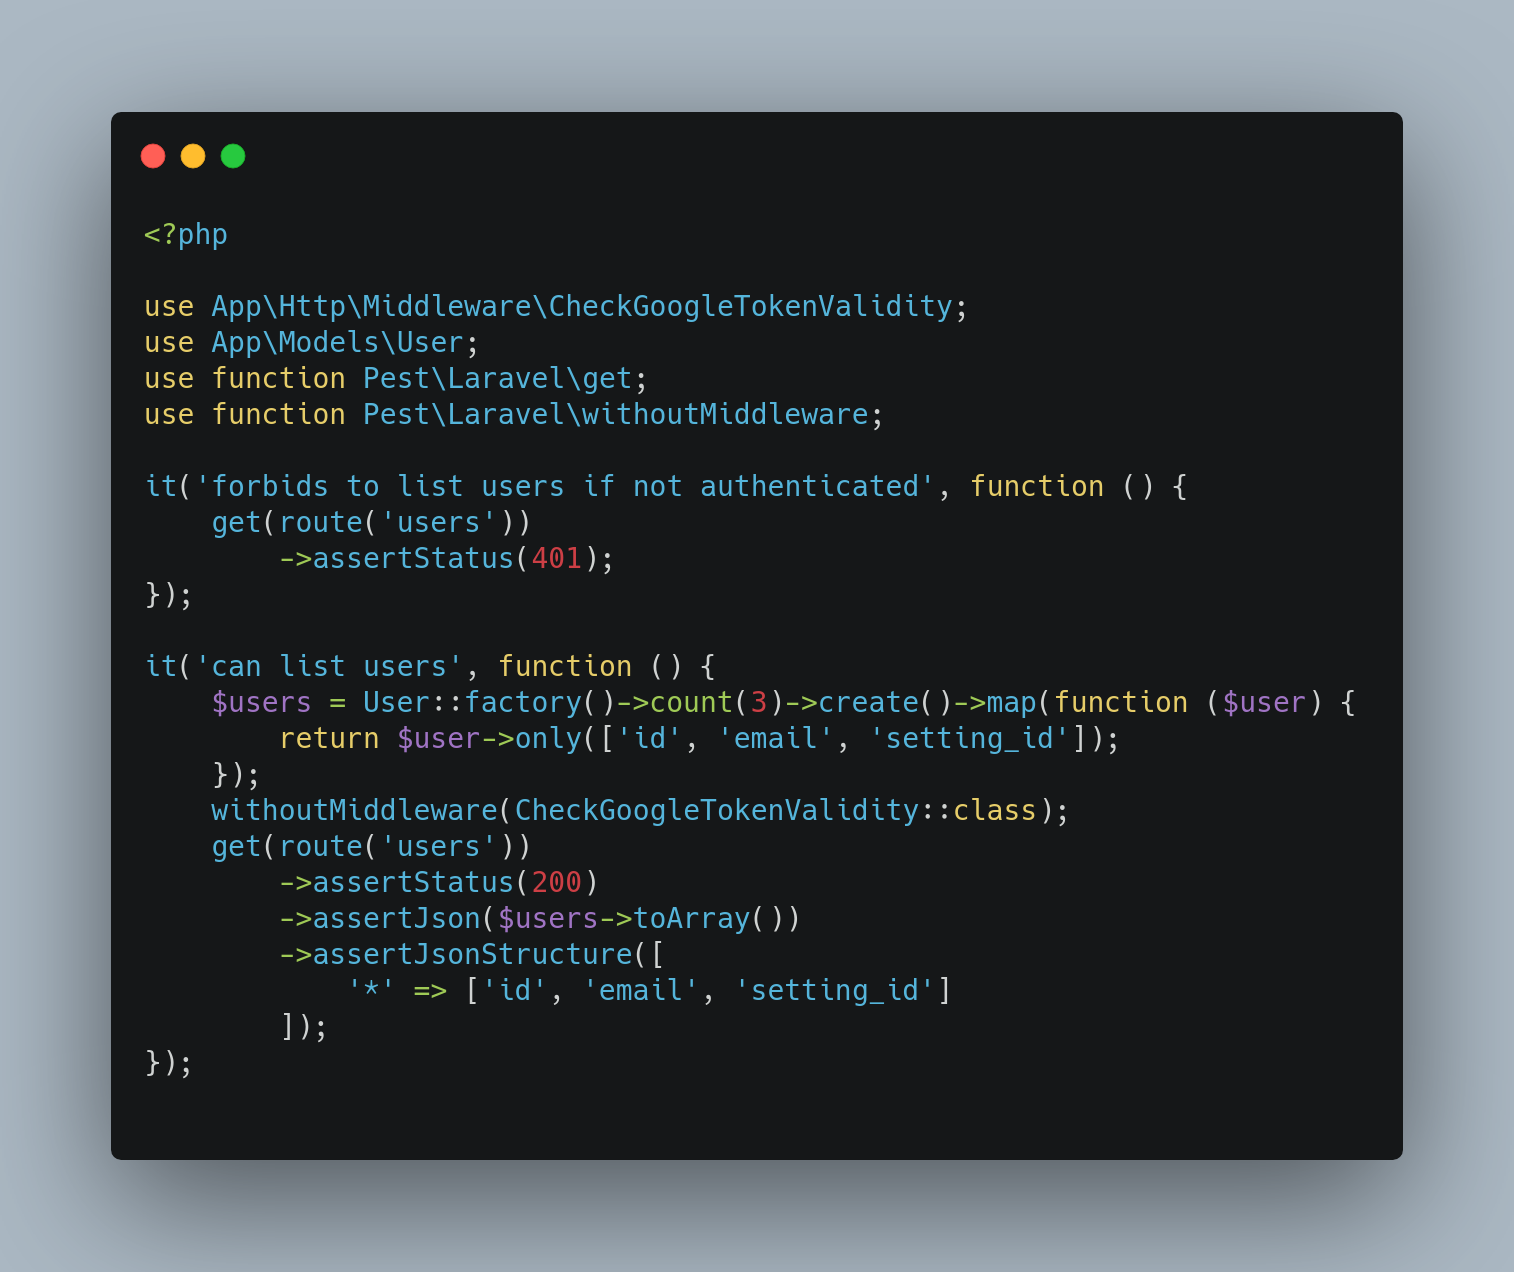 <?php

use App\Http\Middleware\CheckGoogleTokenValidity;
use App\Models\User;
use function Pest\Laravel\get;
use function Pest\Laravel\withoutMiddleware;

it('forbids to list users if not authenticated', function () {
    get(route('users'))
        ->assertStatus(401);
});

it('can list users', function () {
    $users = User::factory()->count(3)->create()->map(function ($user) {
        return $user->only(['id', 'email', 'setting_id']);
    });
    withoutMiddleware(CheckGoogleTokenValidity::class);
    get(route('users'))
        ->assertStatus(200)
        ->assertJson($users->toArray())
        ->assertJsonStructure([
            '*' => ['id', 'email', 'setting_id']
        ]);
});